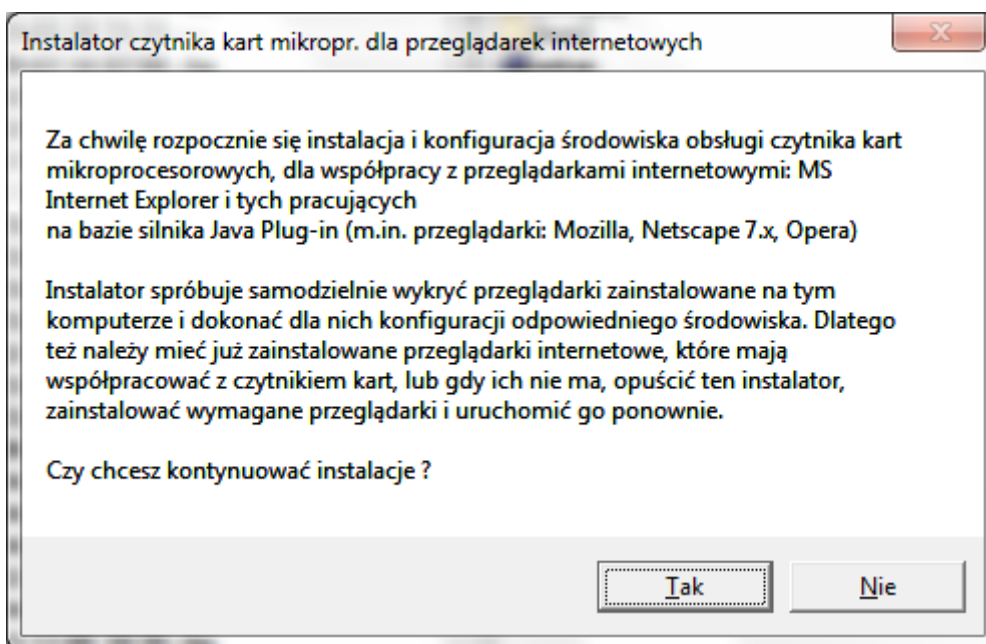 Instalator czytnika kart mikropr. dla przeglądarek internetowych
Za chwilę rozpocznie się instalacja i konfiguracja środowiska obsługi czytnika kart
mikroprocesorowych, dla współpracy z przeglądarkami internetowymi: MS
Internet Explorer i tych pracujących
na bazie silnika Java Plug-in (m.in. przeglądarki: Mozilla, Netscape 7.x, Opera)
Instalator spróbuje samodzielnie wykryć przeglądarki zainstalowane na tym
komputerze i dokonać dla nich konfiguracji odpowiedniego środowiska. Dlatego
też należy mieć już zainstalowane przeglądarki internetowe, które mają
współpracować z czytnikiem kart, lub gdy ich nie ma, opuścić ten instalator,
zainstalować wymagane przeglądarki i uruchomić go ponownie.
Czy chcesz kontynuować instalacje ?
Tak Nie